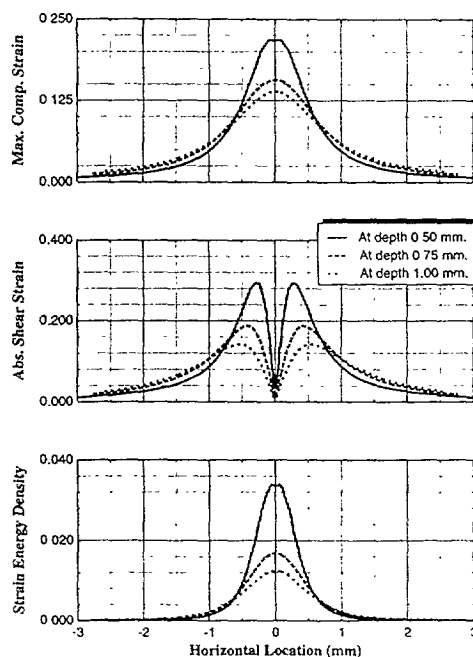 0.250
0.125
0.000
Max. Comp. Strain
0.400
0.200
0.000
Abs. Shear Strain
At depth 0 50 mm.
At depth 0 75 mm.
At depth 1.00 mm.
0.040
0.020
0.000
Strain Energy Density
-3 -2 -1 0 1 2 3
Horizontal Location (mm)